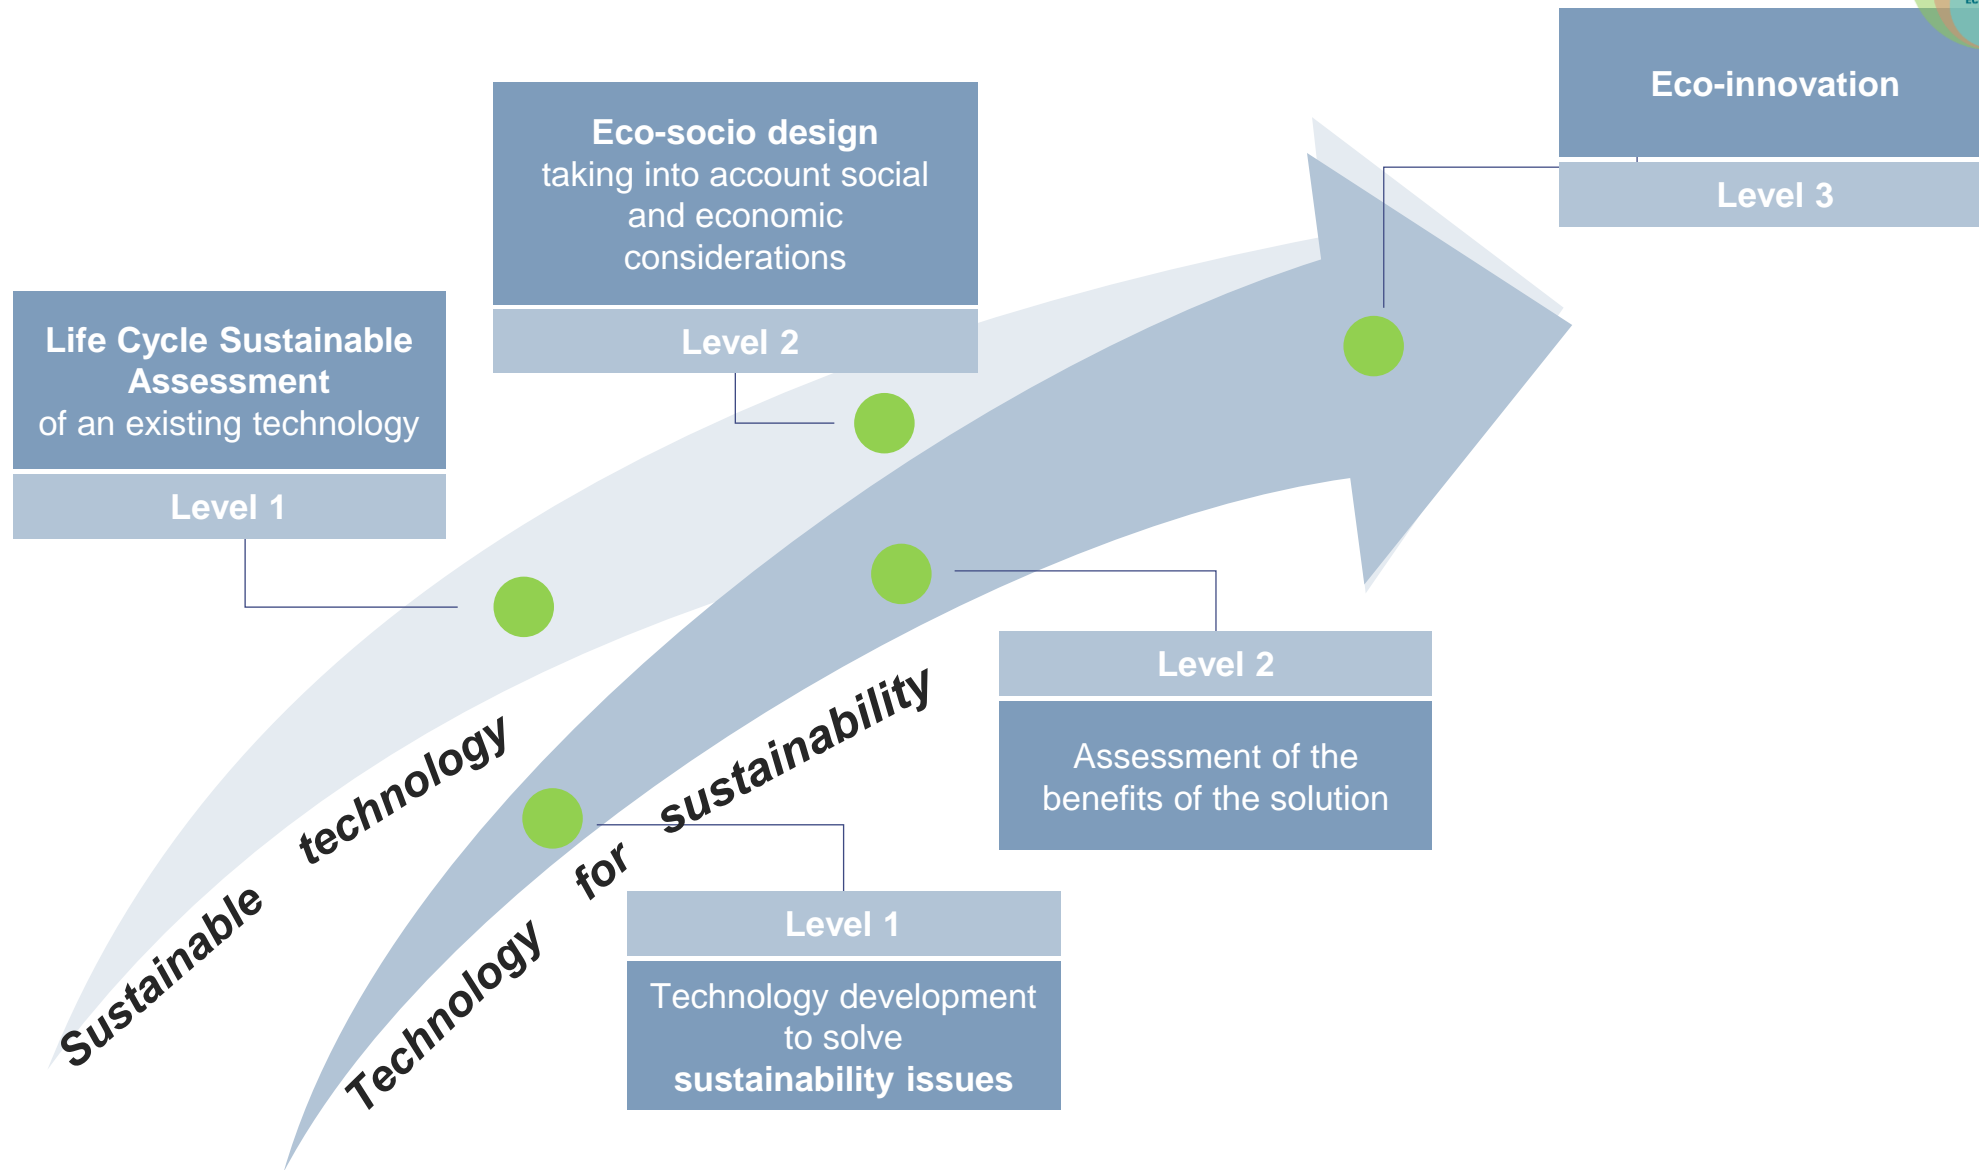 Eco-innovation
Level 3
Eco-socio design
taking into account social
and economic
considerations
Level 2
Life Cycle Sustainable
Assessment
of an existing technology
Level 1
Sustainable technology
Technology for sustainability
Level 2
Assessment of the
benefits of the solution
Level 1
Technology development
to solve
sustainability issues